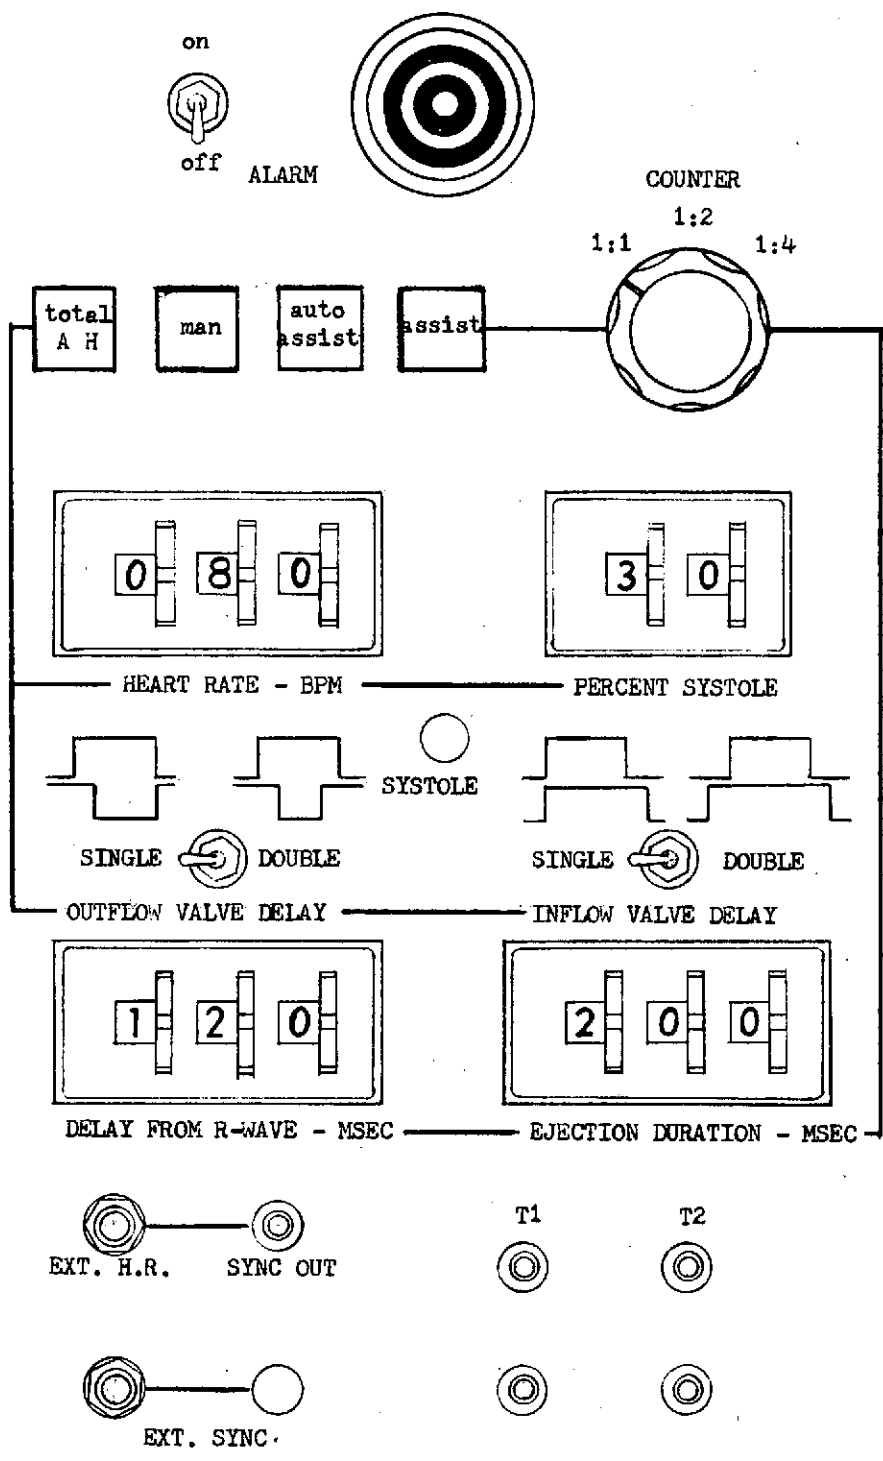 on
off
ALARM
COUNTER
1:2
1:1 1:4
total
A H
man
auto
assist
assist
0 8 0
3 0
HEART RATE - BPM
PERCENT SYSTOLE
SYSTOLE
SINGLE DOUBLE
SINGLE DOUBLE
OUTFLOW VALVE DELAY
INFLOW VALVE DELAY
1 2 0
2 0 0
DELAY FROM R-WAVE - MSEC
EJECTION DURATION - MSEC
T1 T2
EXT. H.R. SYNC OUT
EXT. SYNC